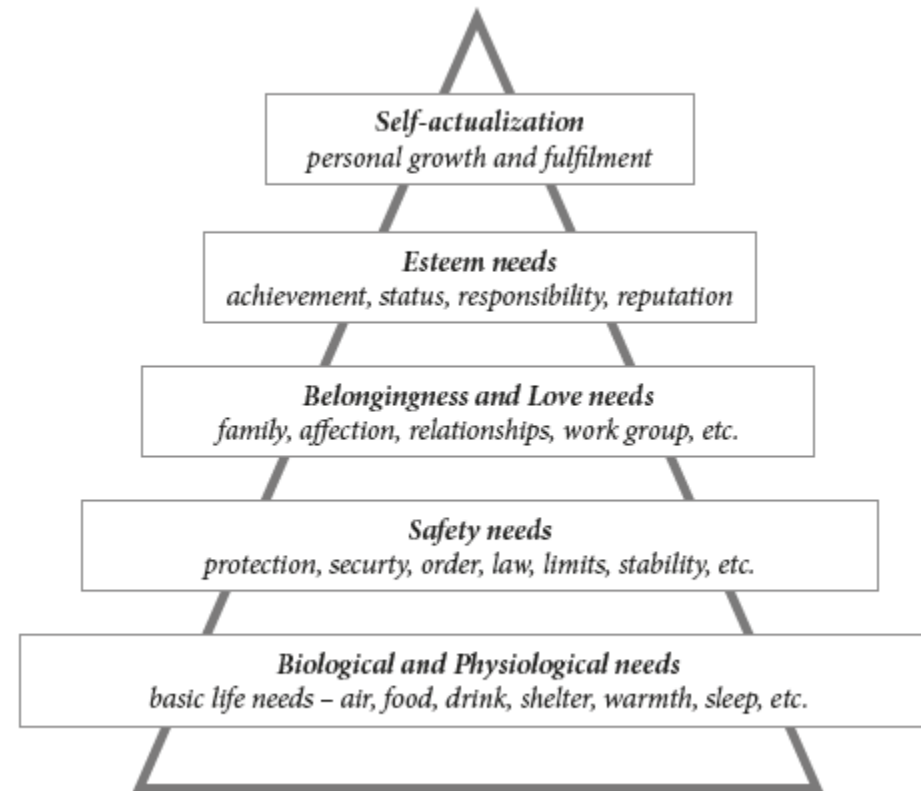 Self-actualization
personal growth and fulfilment
Esteem needs
achievement, status, responsibility, reputation
Belongingness and Love needs
family, affection, relationships, work group, etc.
Safety needs
protection, securty, order, law, limits, stability, etc.
Biological and Physiological needs
basic life needs – air, food, drink, shelter, warmth, sleep, etc.